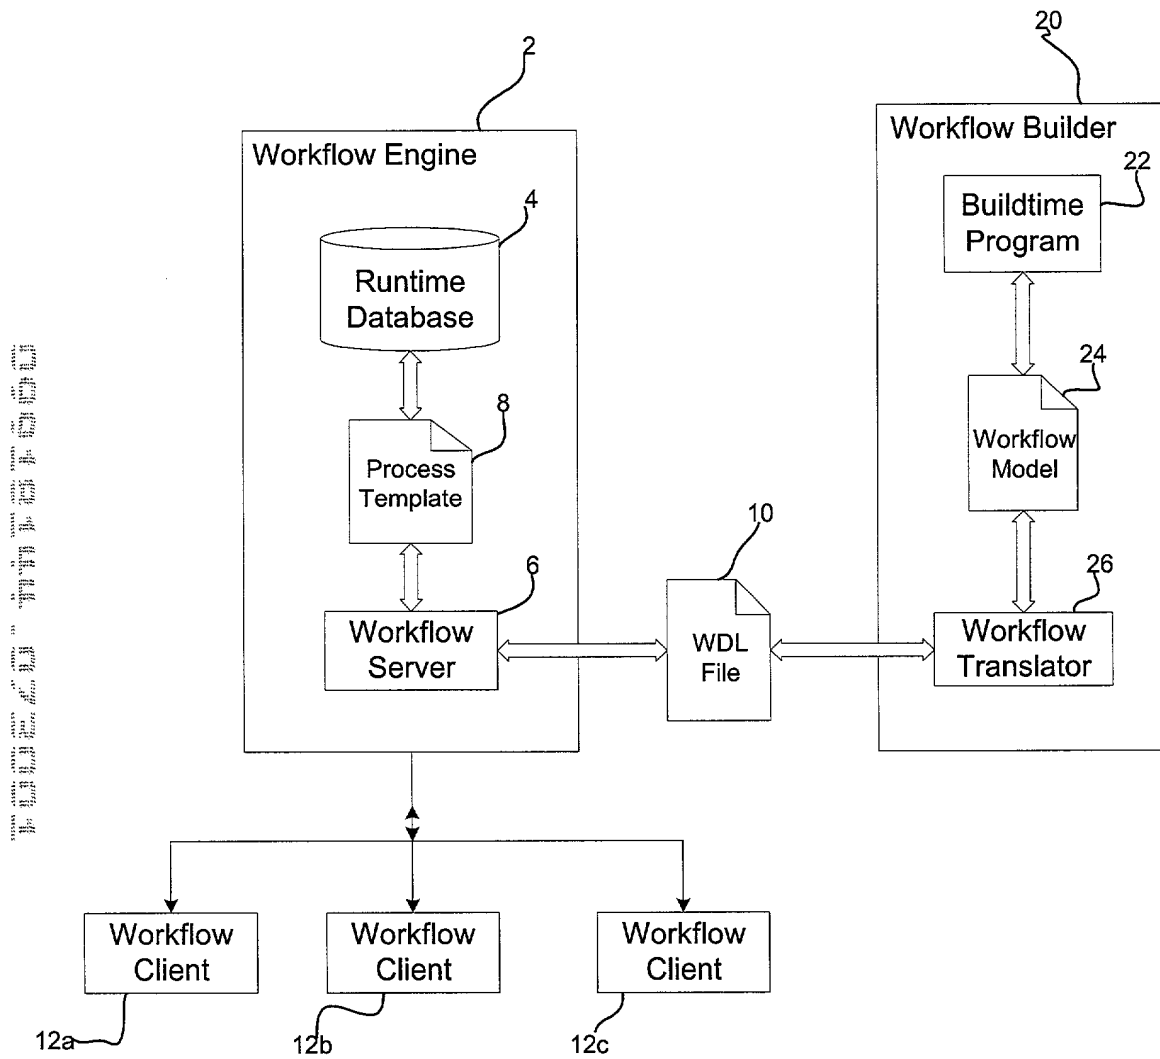 2
20
Workflow Engine
Workflow Builder
4
22
Runtime
Database
Buildtime
Program
8
24
Process
Template
Workflow
Model
10
6
26
Workflow
Server
WDL
File
Workflow
Translator
Workflow
Client
Workflow
Client
Workflow
Client
12a
12b
12c